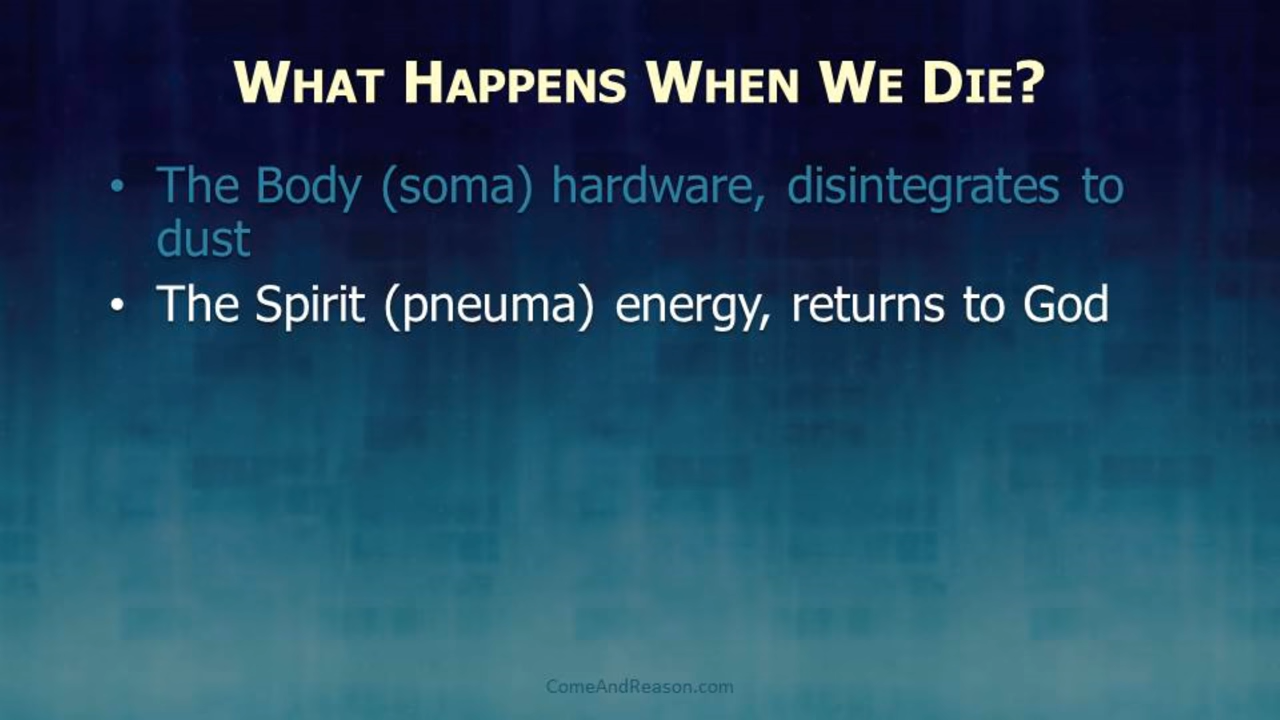 WHAT HAPPENS WHEN WE DIE?
• The Body (soma) hardware, disintegrates to
dust
• The Spirit (pneuma) energy, returns to God
ComeAndReason.com